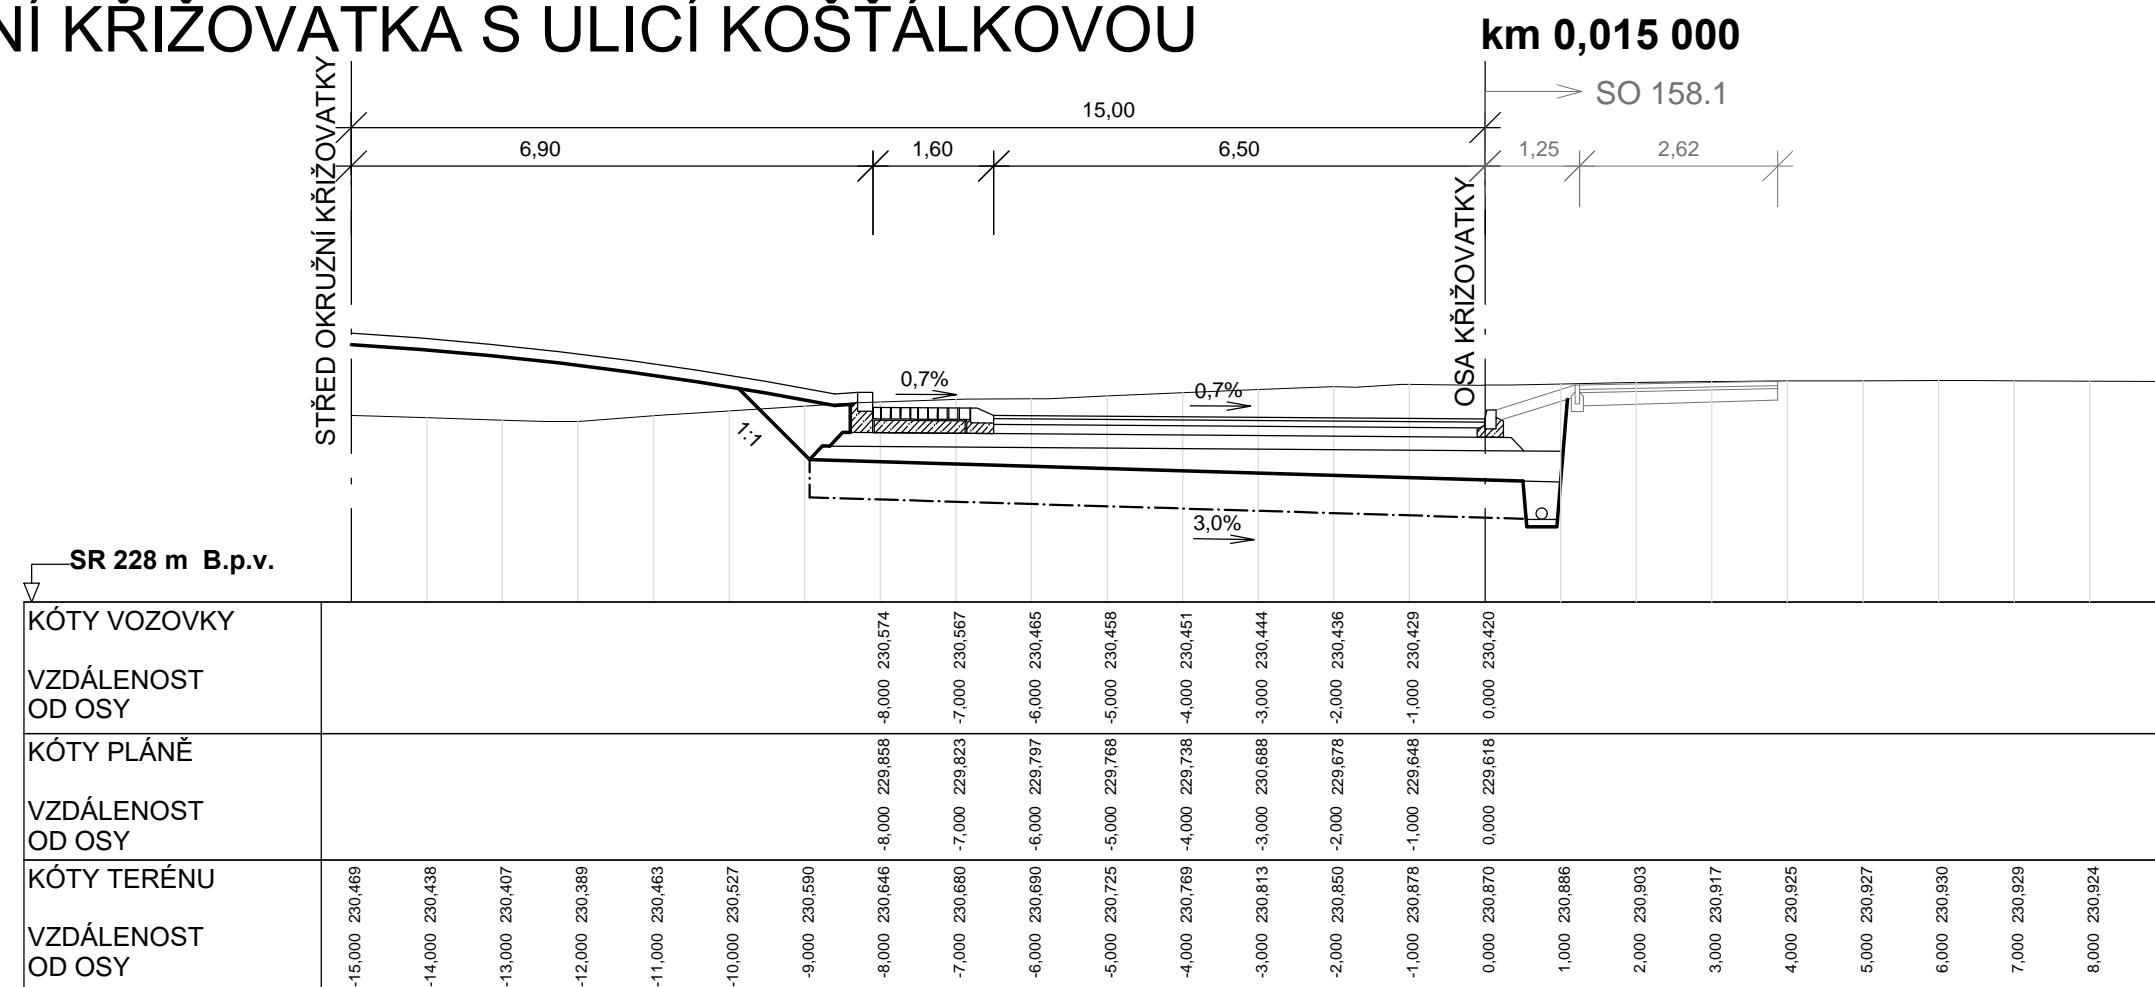 NÍ KŘIŽOVATKA S ULICÍ KOŠŤÁLKOVOU
km 0,015 000
SO 158.1
15,00
6,90 1,60 6,50 1,25 2,62
STŘED OKRUŽNÍ KŘIŽOVATKY
OSA KŘIŽOVATKY
0,7% 0,7%
1:1
3,0%
SR 228 m B.p.v.
KÓTY VOZOVKY
230,574 230,567 230,465 230,458 230,451 230,444 230,436 230,429 230,420
VZDÁLENOST
OD OSY
-8,000 -7,000 -6,000 -5,000 -4,000 -3,000 -2,000 -1,000 0,000
KÓTY PLÁNĚ
229,858 229,823 229,797 229,768 229,738 230,688 229,678 229,648 229,618
VZDÁLENOST
OD OSY
-8,000 -7,000 -6,000 -5,000 -4,000 -3,000 -2,000 -1,000 0,000
KÓTY TERÉNU
230,469 230,438 230,407 230,389 230,463 230,527 230,590 230,646 230,680 230,690 230,725 230,769 230,813 230,850 230,878 230,870 230,886 230,903 230,917 230,925 230,927 230,930 230,929 230,924
VZDÁLENOST
OD OSY
-15,000 -14,000 -13,000 -12,000 -11,000 -10,000 -9,000 -8,000 -7,000 -6,000 -5,000 -4,000 -3,000 -2,000 -1,000 0,000 1,000 2,000 3,000 4,000 5,000 6,000 7,000 8,000